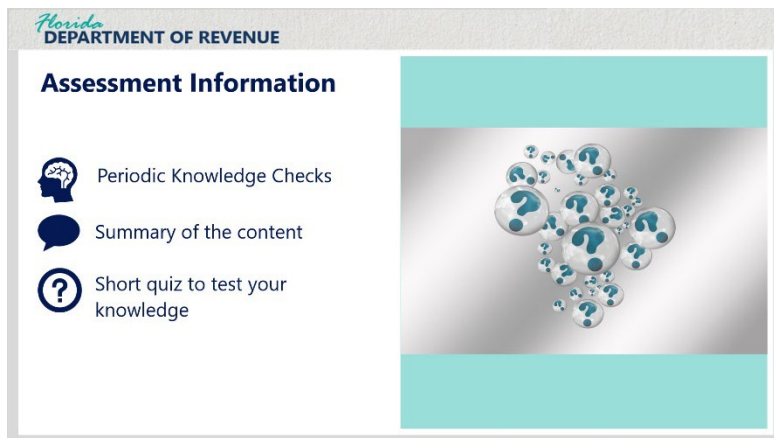 Florida
DEPARTMENT OF REVENUE
Assessment Information
Periodic Knowledge Checks
Summary of the content
?
Short quiz to test your
knowledge